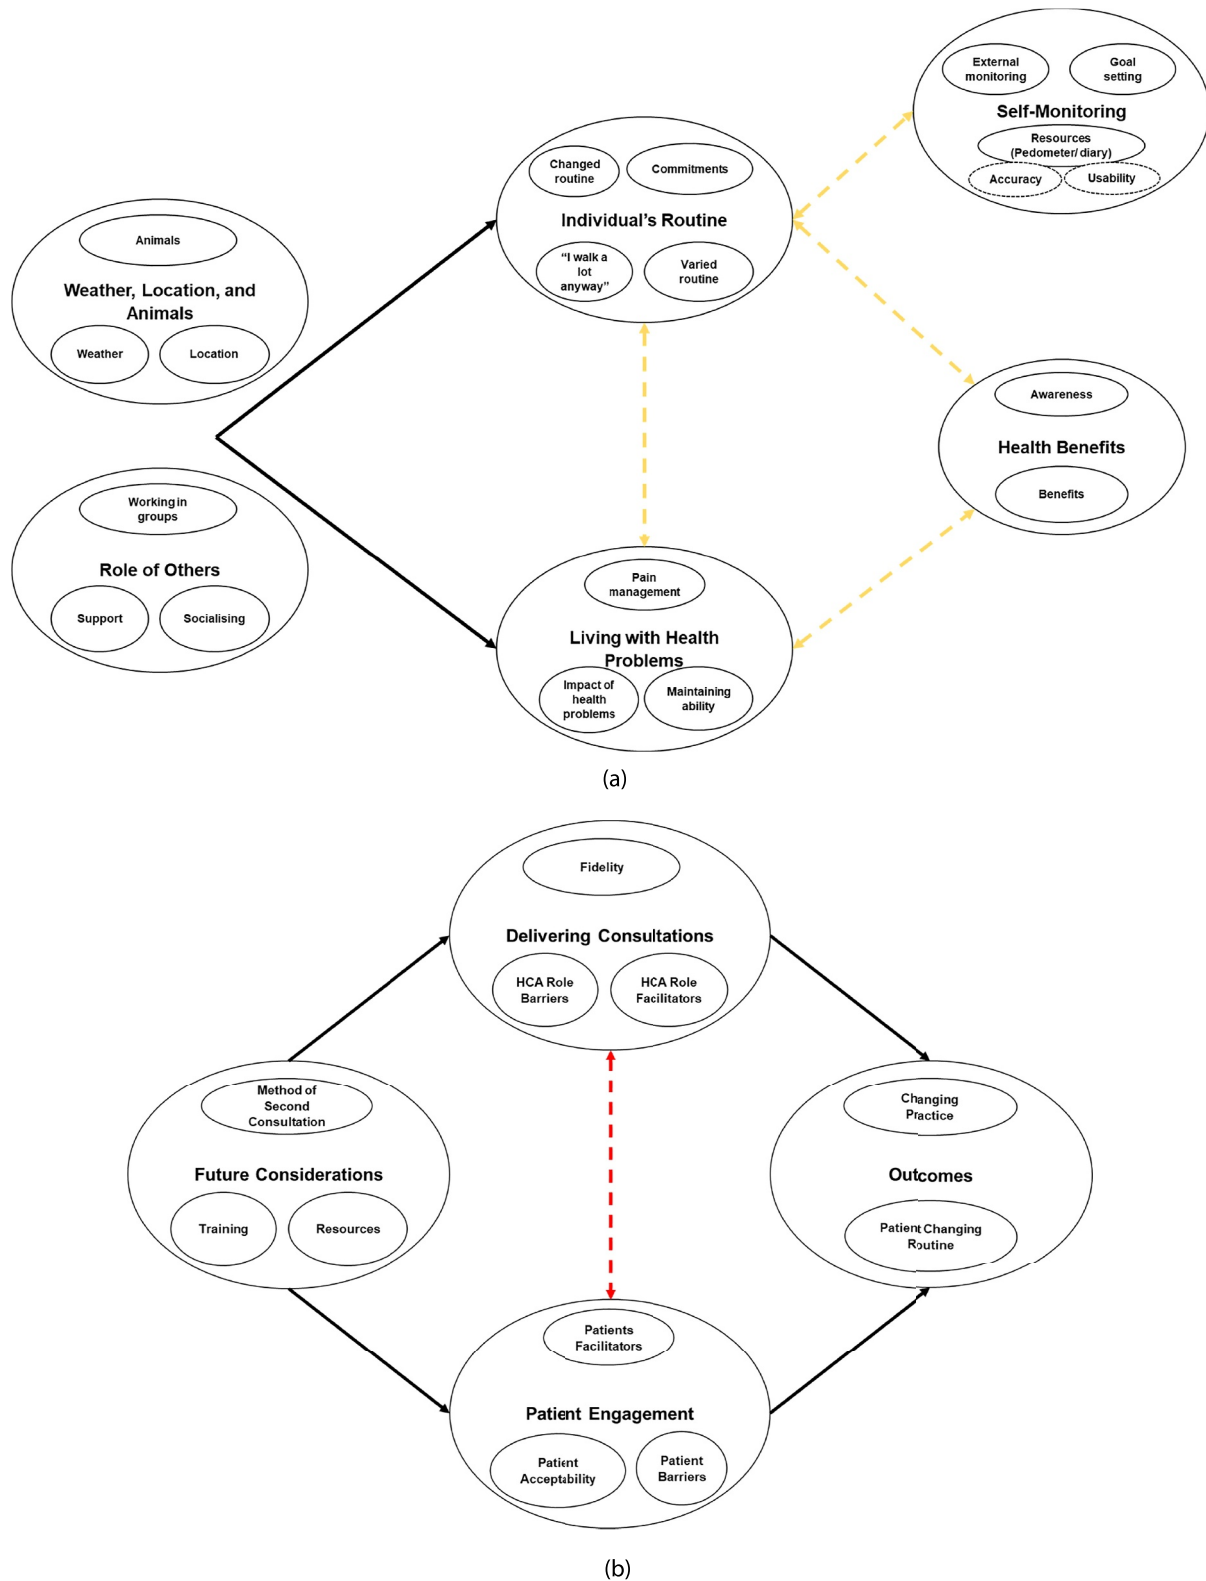 External
monitoring
Goal
setting
Self-Monitoring
Resources
(Pedometer/ diary)
Accuracy
Usability
Changed
routine
Commitments
Individual's Routine
“I walk a
lot
anyway”
Varied
routine
Animals
Weather, Location, and
Animals
Weather
Location
Awareness
Health Benefits
Benefits
Working in
groups
Role of Others
Support
Socialising
Pain
management
Living with Health
Problems
Impact of
health
problems
Maintaining
ability
(a)
Fidelity
Delivering Consultations
HCA Role
Barriers
HCA Role
Facilitators
Method of
Second
Consultation
Future Considerations
Training
Resources
Changing
Practice
Outcomes
Patient Changing
Routine
Patients
Facilitators
Patient Engagement
Patient
Acceptability
Patient
Barriers
(b)